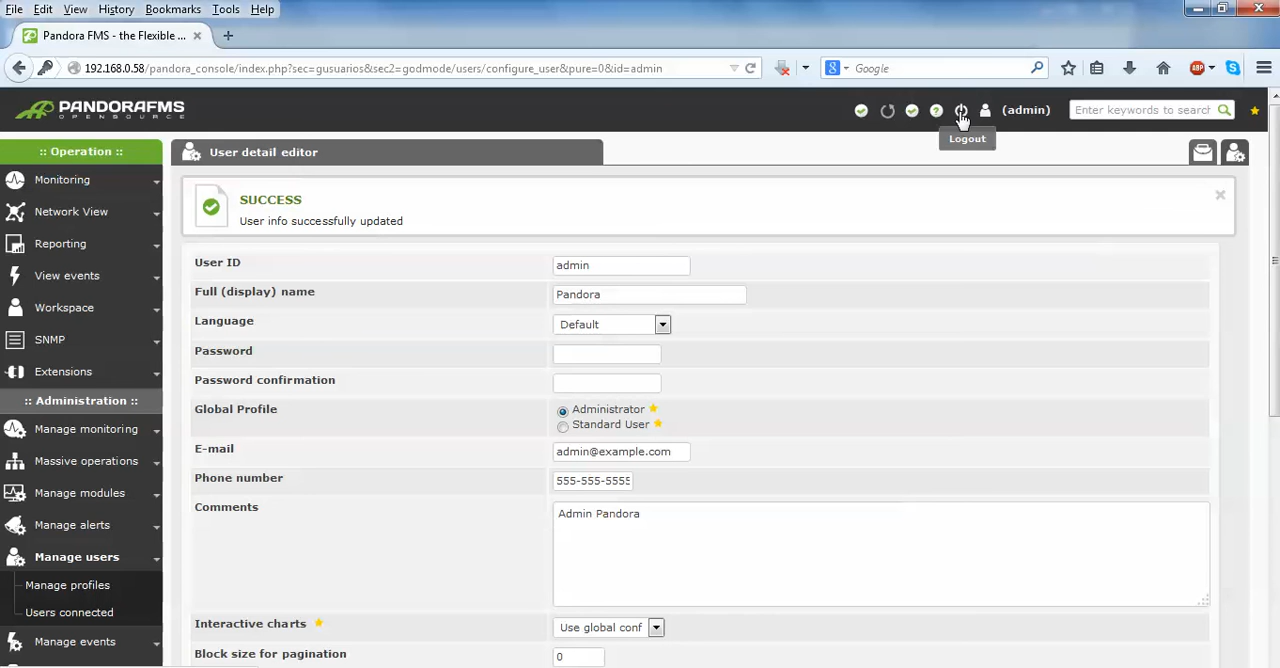 File Edit View History Bookmarks Tools Help
Pandora FMS - the Flexible ...
192.168.0.58/pandora_console/index.php?sec=gusuarios&sec2=godmode/users/configure_user&pure=0&id=admin
Google
PANDORAFMS
OPENSOURCE
(admin)
Enter keywords to search
Logout
:: Operation ::
User detail editor
Monitoring
Network View
Reporting
View events
Workspace
SNMP
Extensions
:: Administration ::
Manage monitoring
Massive operations
Manage modules
Manage alerts
Manage users
Manage profiles
Users connected
Manage events
SUCCESS
User info successfully updated
User ID admin
Full (display) name Pandora
Language Default
Password
Password confirmation
Global Profile Administrator
Standard User
E-mail admin@example.com
Phone number 555-555-5555
Comments Admin Pandora
Interactive charts Use global conf
Block size for pagination 0